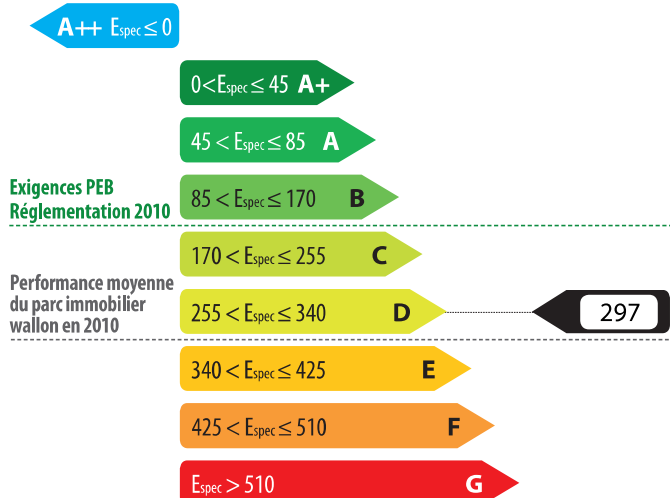 A++ Espec ≤ 0
0 < Espec ≤ 45 A+
45 < Espec ≤ 85 A
Exigences PEB
Réglementation 2010
85 < Espec ≤ 170 B
170 < Espec ≤ 255 C
Performance moyenne
du parc immobilier
wallon en 2010
255 < Espec ≤ 340 D
297
340 < Espec ≤ 425 E
425 < Espec ≤ 510 F
Espec > 510 G